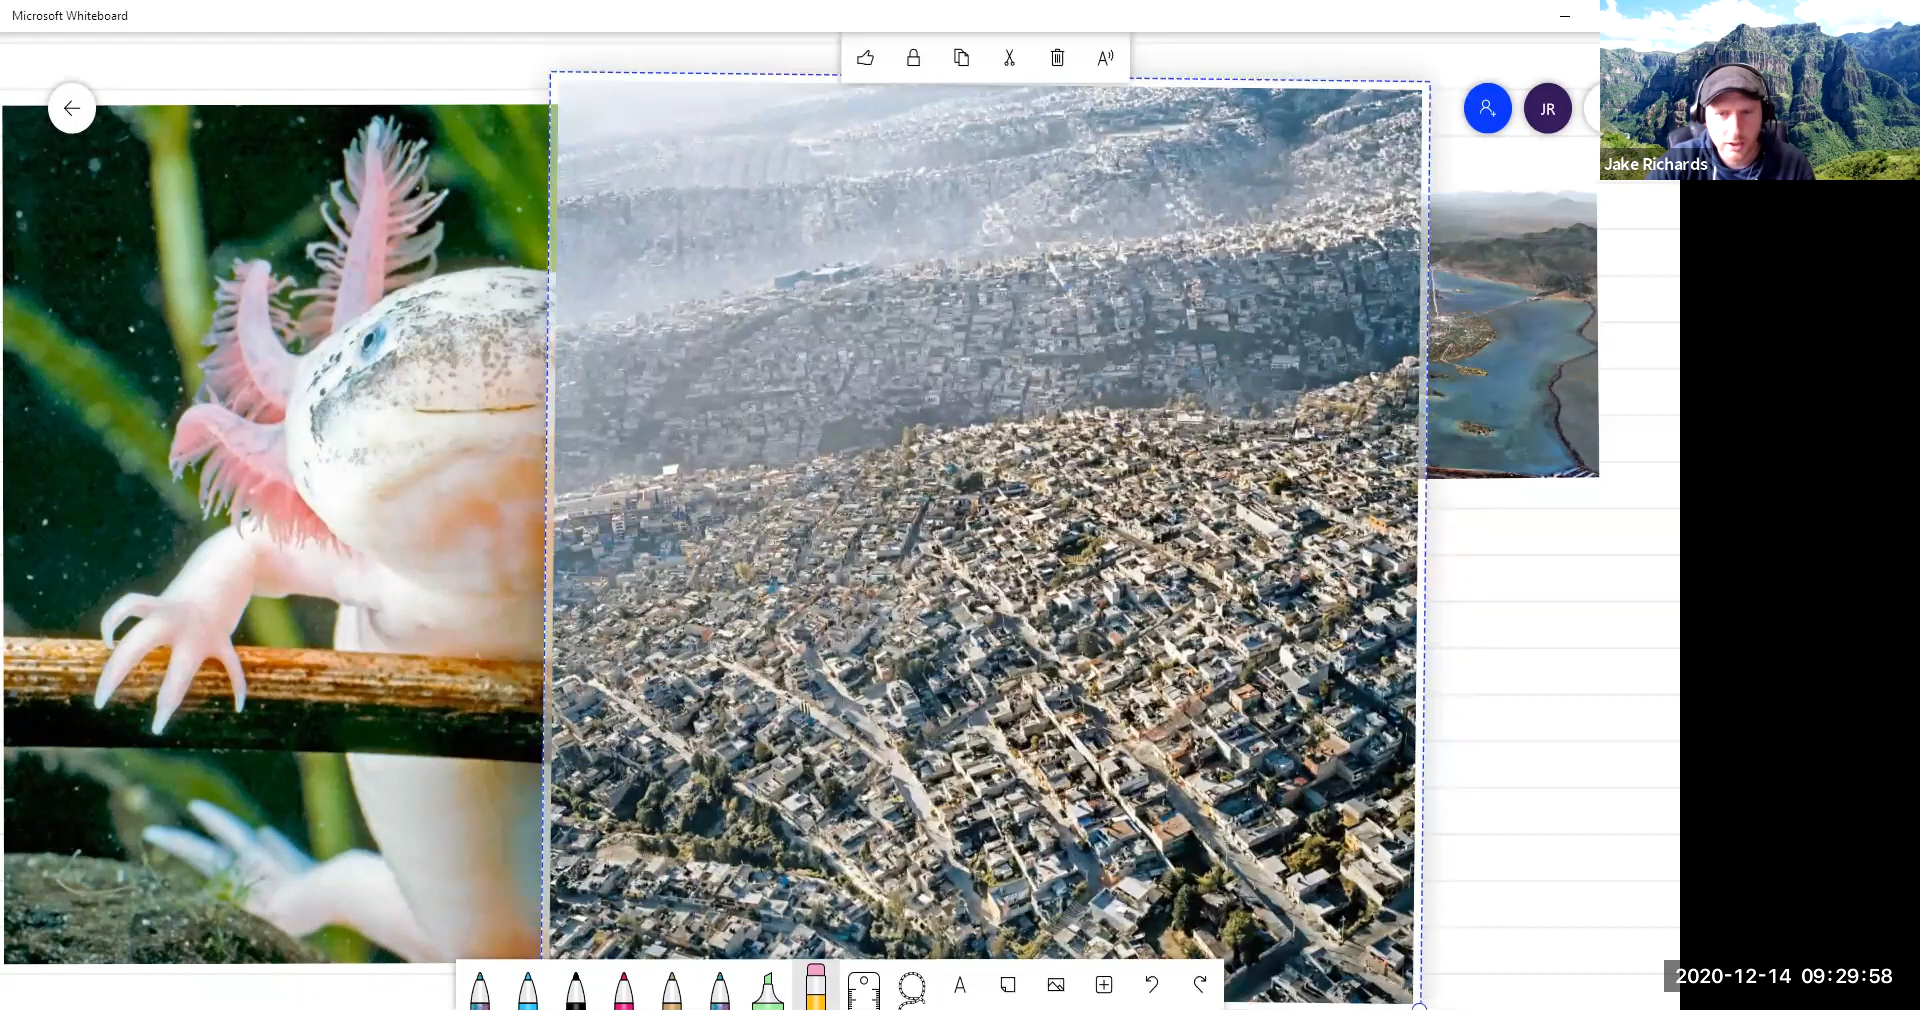 Microsoft Whiteboard
A
JR
Jake Richards
A
2020-12-14 09:29:58